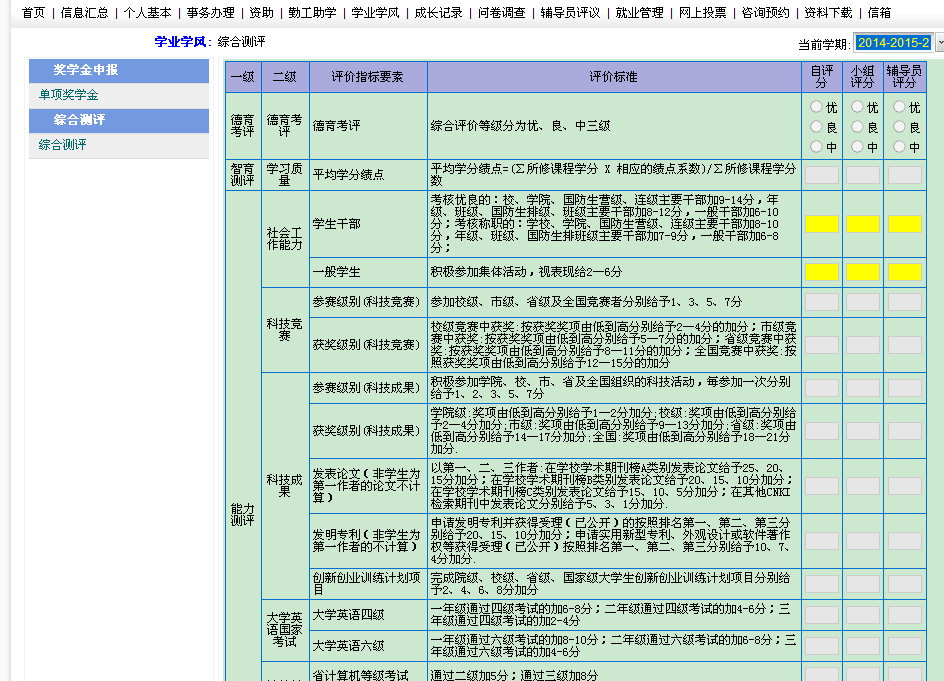 首页 | 信息汇总 | 个人基本 | 事务办理 | 资助 | 勤工助学 | 学业学风 | 成长记录 | 问卷调查 | 辅导员评议 | 就业管理 | 网上投票 | 咨询预约 | 资料下载 | 信箱
学业学风：综合测评
当前学期: 2014-2015-2
奖学金申报
单项奖学金
综合测评
综合测评
一级 二级 评价指标要素 评价标准 自评分 小组评分 辅导员评分
德育考评 德育考评 德育考评 综合评价等级分为优、良、中三级
优 优 优
良 良 良
中 中 中
智育测评 学习质量 平均学分绩点
平均学分绩点=(Σ所修课程学分 X 相应的绩点系数)/Σ所修课程学分
数
能力测评
社会工作能力
学生干部
考核优良的：校、学院、国防生营级、连级主要干部加9-14分，年
级、班级、国防生排级、班级主要干部加8-12分，一般干部加6-10
分；考核称职的：学校、学院、国防生营级、连级主要干部加8-10
分，年级、班级、国防生排班级主要干部加7-9分，一般干部加6-8
分；
一般学生 积极参加集体活动，视表现给2—6分
科技竞赛
参赛级别(科技竞赛) 参加校级、市级、省级及全国竞赛者分别给予1、3、5、7分
获奖级别(科技竞赛)
校级竞赛中获奖:按获奖奖项由低到高分别给予2—4分的加分；市级竞
赛中获奖:按获奖奖项由低到高分别给予5—7分的加分；省级竞赛中获
奖:按获奖奖项由低到高分别给予8—11分的加分；全国竞赛中获奖:按
照获奖奖项由低到高分别给予12—15分的加分
科技成果
参赛级别(科技成果)
积极参加学院、校、市、省及全国组织的科技活动，每参加一次分别
给予1、2、3、5、7分
获奖级别(科技成果)
学院级:奖项由低到高分别给予1—2分加分;校级:奖项由低到高分别给
予2—4分加分;市级:奖项由低到高分别给予9—13分加分;省级:奖项由
低到高分别给予14—17分加分;全国:奖项由低到高分别给予18—21分
加分.
发表论文（非学生为第一作者的论文不计算）
以第一、二、三作者:在学校学术期刊榜A类别发表论文给予25、20、
15分加分；在学校学术期刊榜B类别发表论文给予20、15、10分加分；
在学校学术期刊榜C类别发表论文给予15、10、5分加分；在其他CNKI
检索期刊中发表论文分别给予5、3、1分加分.
发明专利（非学生为第一作者的不计算）
申请发明专利并获得受理（已公开）的按照排名第一、第二、第三分
别给予20、15、10分加分；申请实用新型专利、外观设计或软件著作
权等获得受理（已公开）按照排名第一、第二、第三分别给予10、7、
4分加分.
创新创业训练计划项目
完成院级、校级、省级、国家级大学生创新创业训练计划项目分别给
予2、4、6、8分加分
大学英语国家考试
大学英语四级
一年级通过四级考试的加6-8分；二年级通过四级考试的加4-6分；三
年级通过四级考试的加2-4分
大学英语六级
一年级通过六级考试的加8-10分；二年级通过六级考试的加6-8分；三
年级通过六级考试的加4-6分
省计算机等级考试 通过二级加5分；通过三级加8分